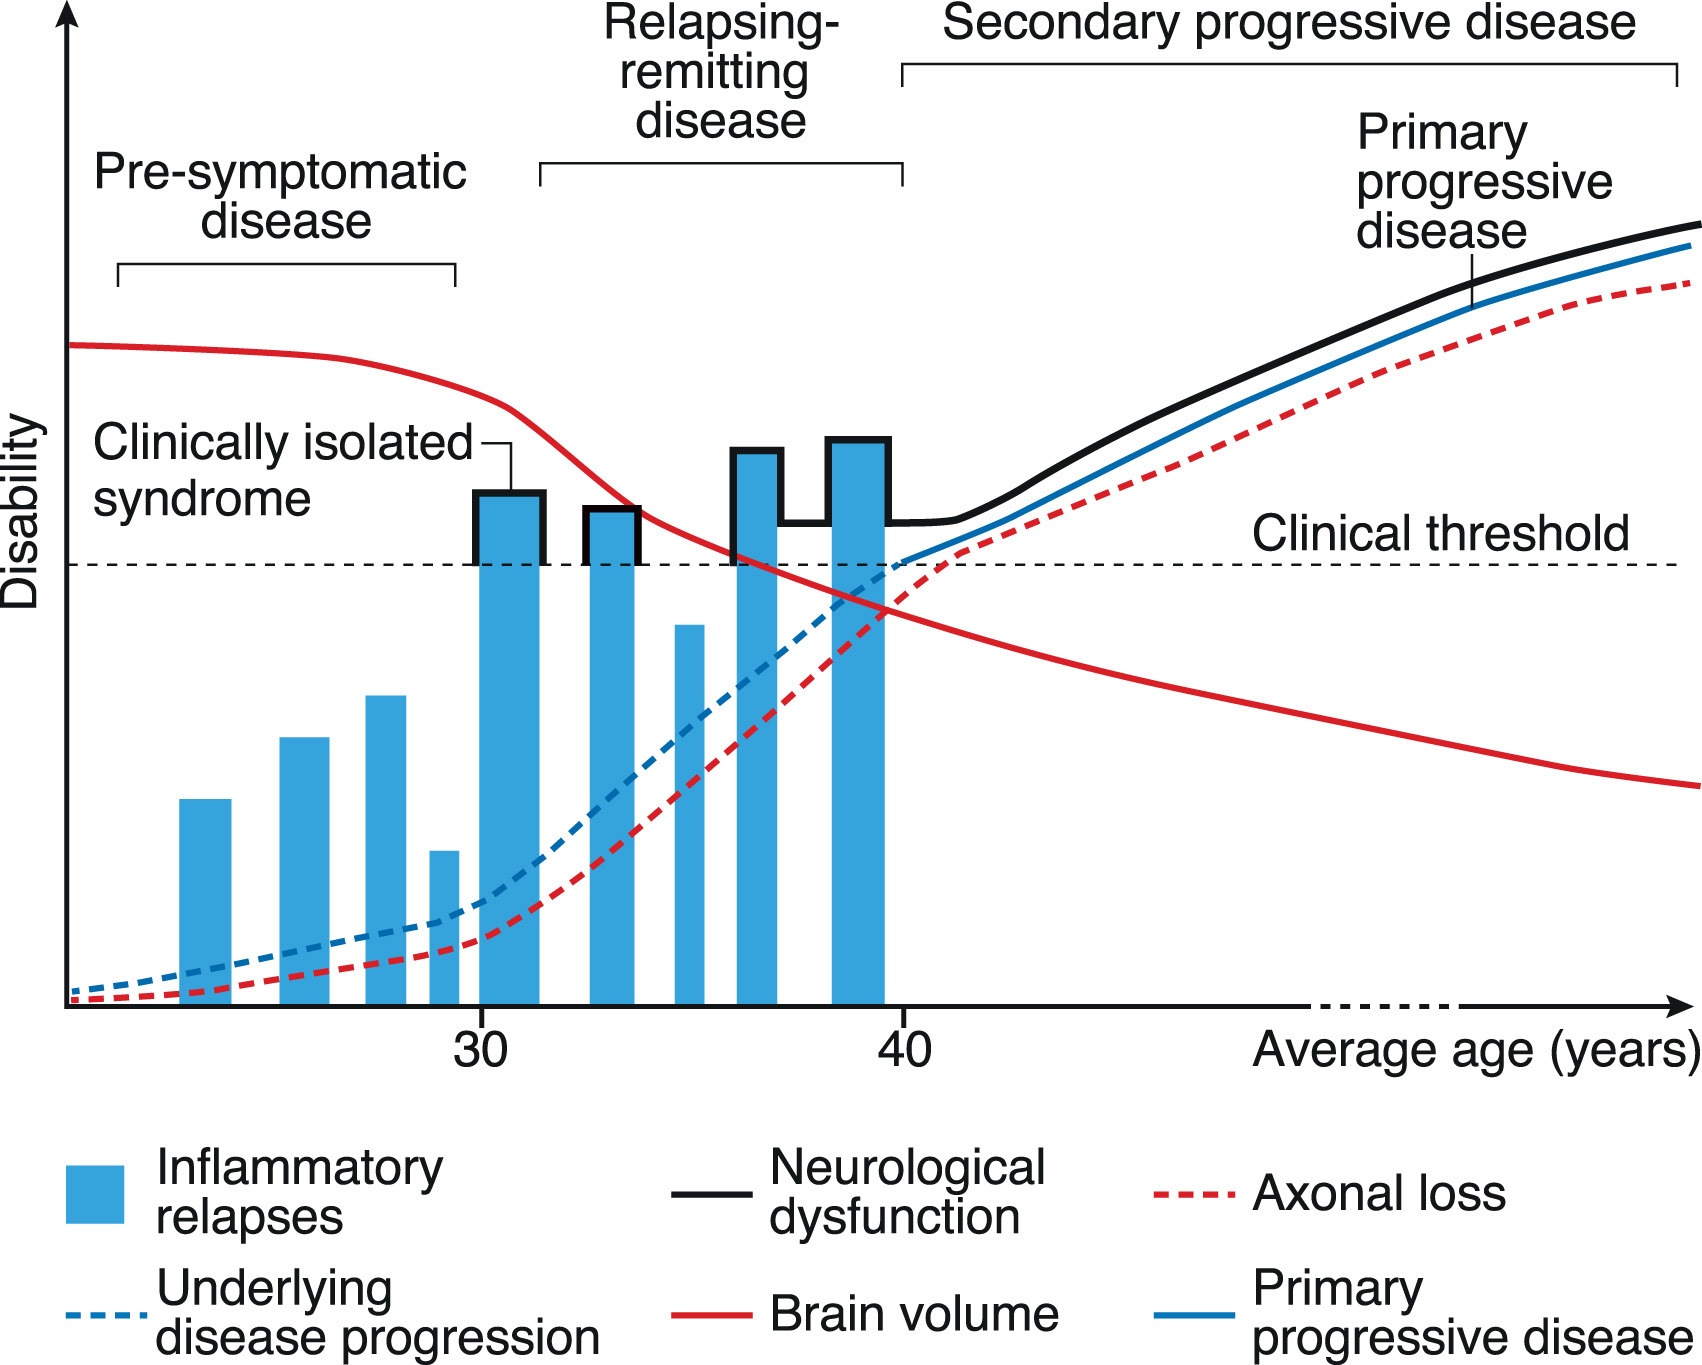 Relapsing-
remitting
disease
Secondary progressive disease
Pre-symptomatic
disease
Primary
progressive
disease
Clinically isolated
syndrome
Disability
Clinical threshold
30
40
Average age (years)
Inflammatory
relapses
Neurological
dysfunction
Axonal loss
Underlying
disease progression
Brain volume
Primary
progressive disease